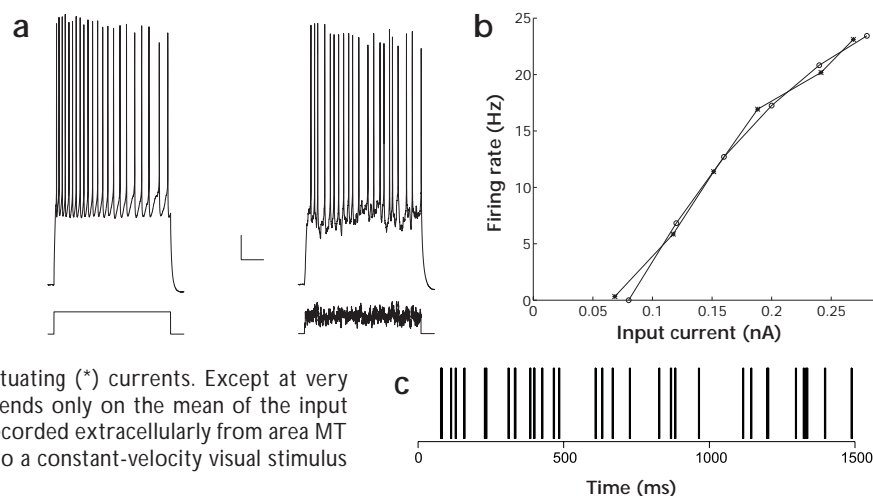 a
b
25
20
15
10
5
0
Firing rate (Hz)
0
0.05
0.1
0.15
0.2
0.25
Input current (nA)
tuating (*) currents. Except at very
ends only on the mean of the input
ecorded extracellularly from area MT
o a constant-velocity visual stimulus
c
0
500
1000
1500
Time (ms)